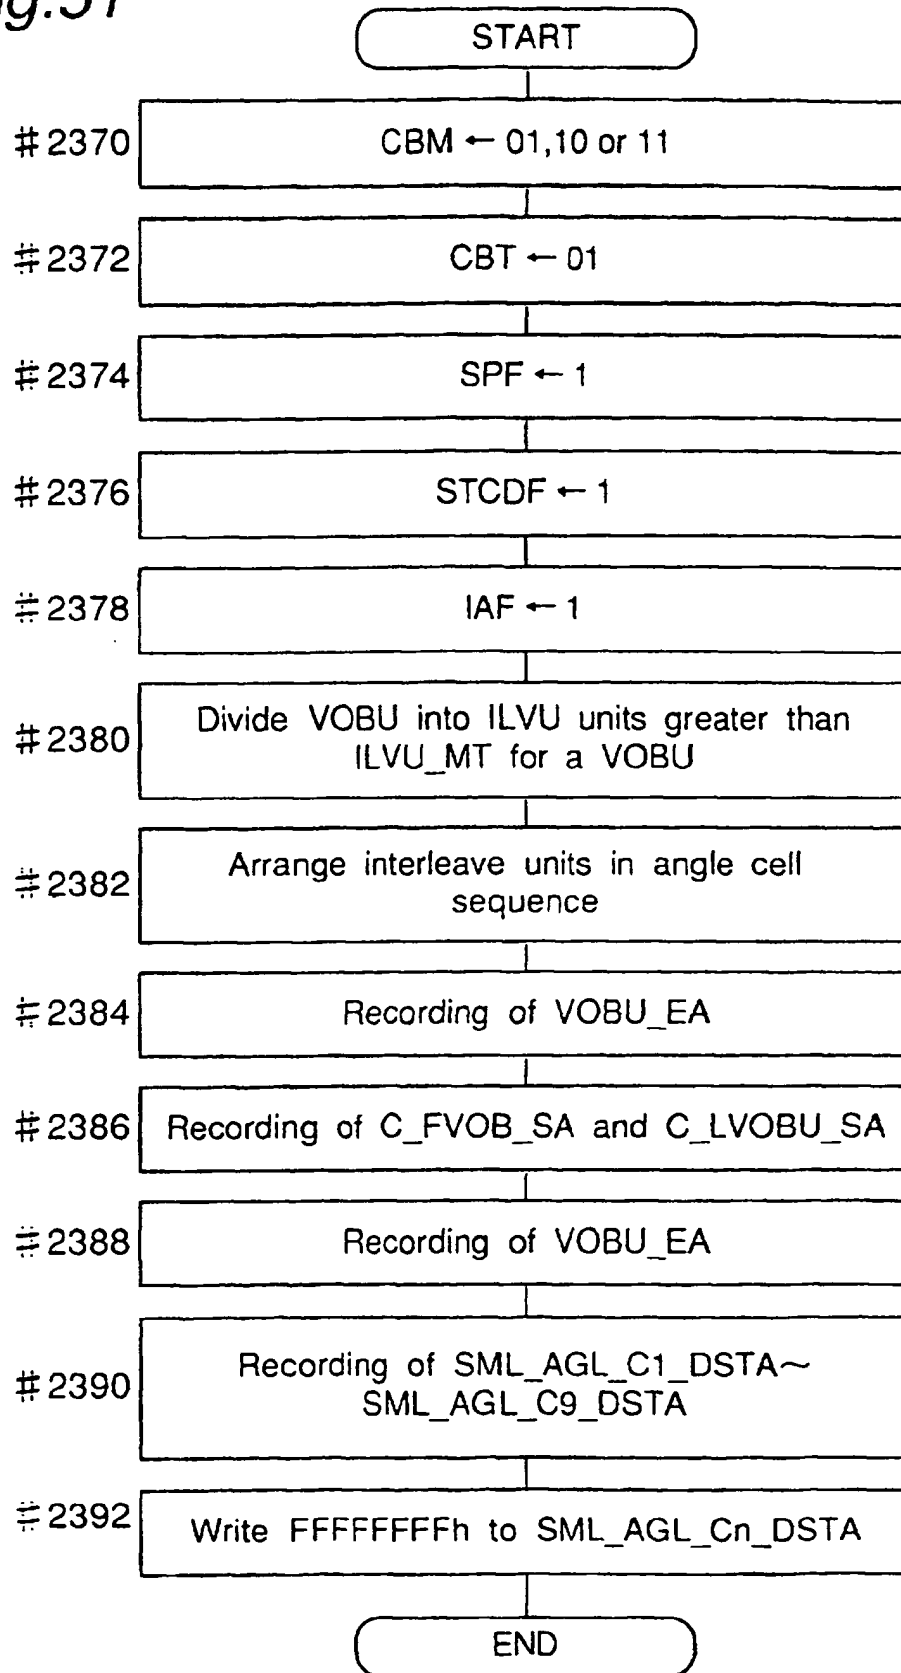 START
#2370
CBM ← 01,10 or 11
#2372
CBT ← 01
#2374
SPF ← 1
#2376
STCDF ← 1
#2378
IAF ← 1
#2380
Divide VOBU into ILVU units greater than
ILVU_MT for a VOBU
#2382
Arrange interleave units in angle cell
sequence
#2384
Recording of VOBU_EA
#2386
Recording of C_FVOB_SA and C_LVOBU_SA
#2388
Recording of VOBU_EA
#2390
Recording of SML_AGL_C1_DSTA~
SML_AGL_C9_DSTA
#2392
Write FFFFFFFFh to SML_AGL_Cn_DSTA
END